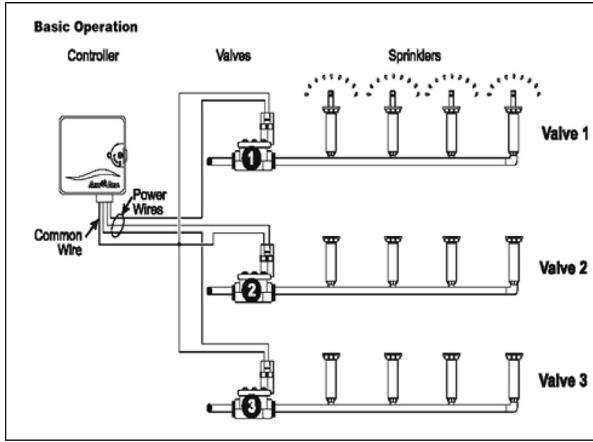 Basic Operation
Controller
Valves
Sprinklers
1
Valve 1
Power
Wires
Common
Wire
2
Valve 2
3
Valve 3